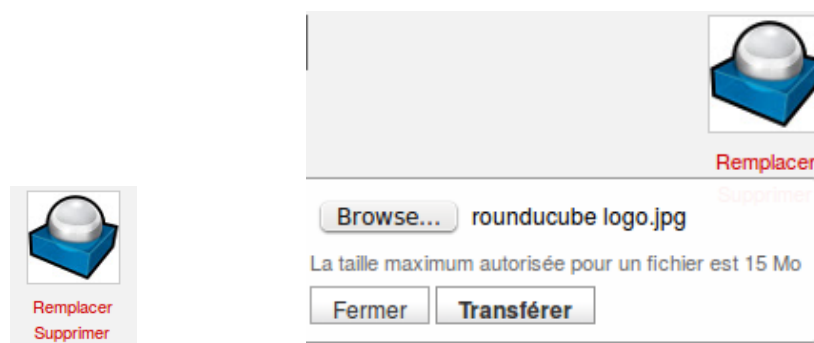 Remplacer
Supprimer
Remplacer
Supprimer
Browse... rounducube logo.jpg
La taille maximum autorisée pour un fichier est 15 Mo
Fermer Transférer